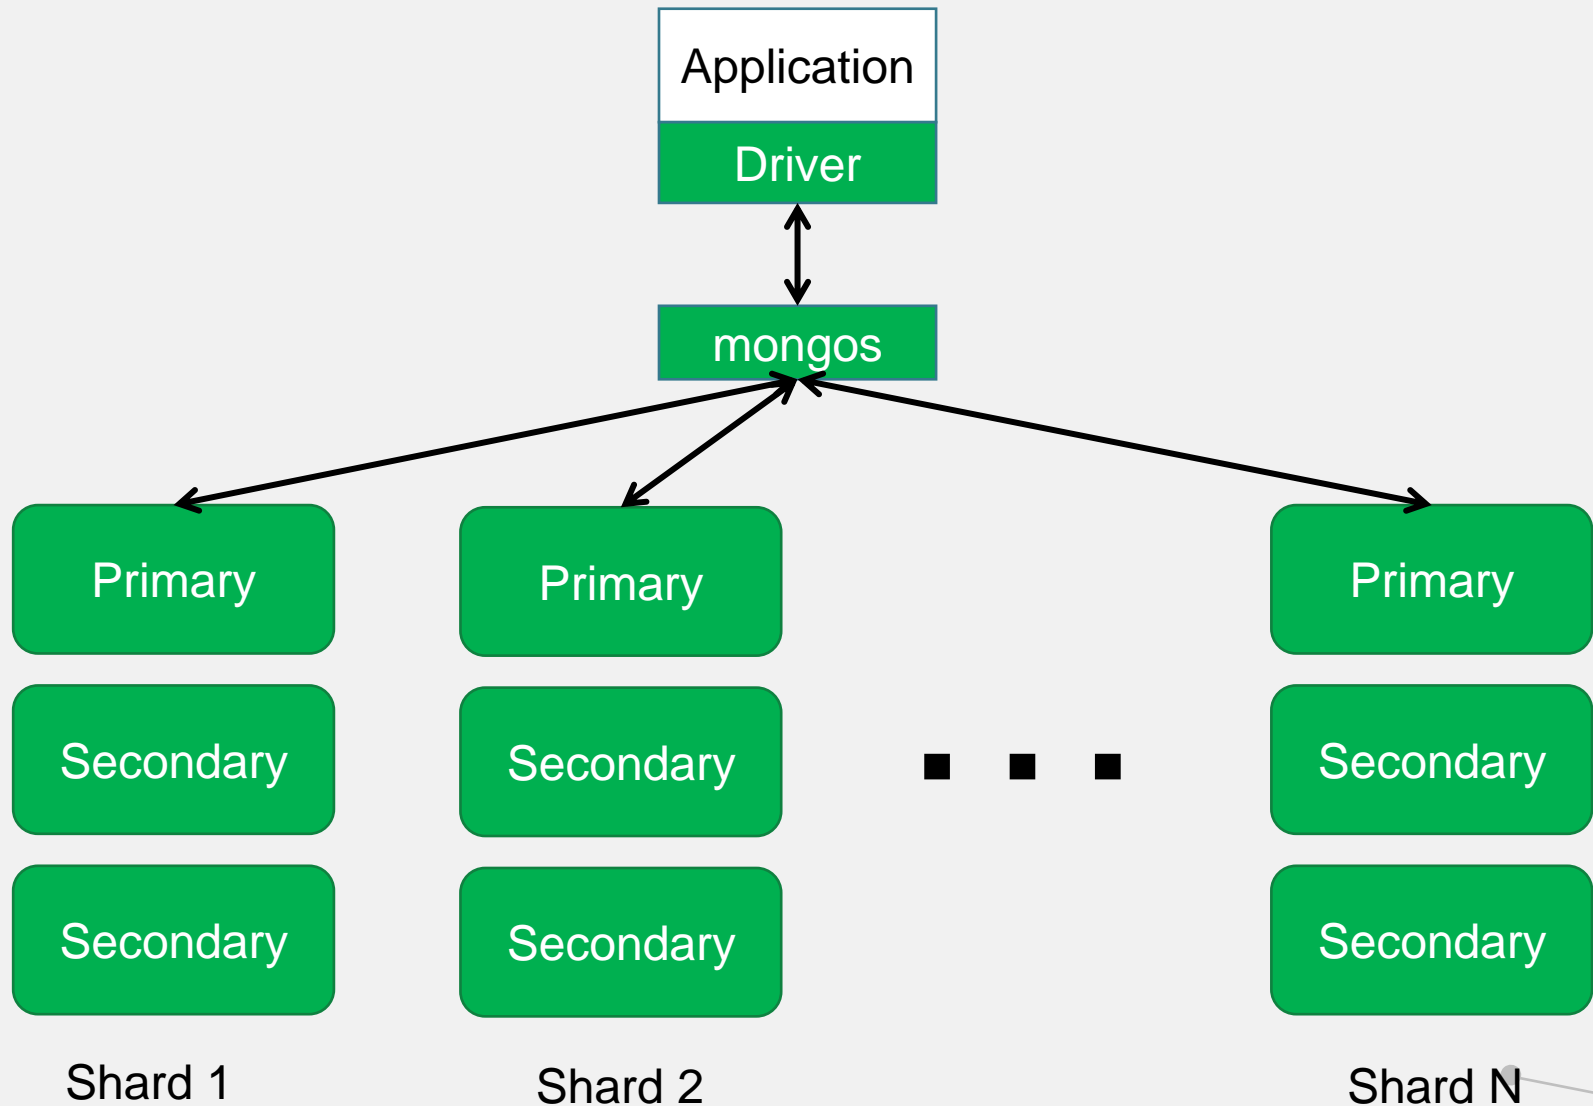 Application
Driver
mongos
Primary
Primary
Primary
Secondary
Secondary
Secondary
Secondary
Secondary
Secondary
Shard 1
Shard 2
Shard N